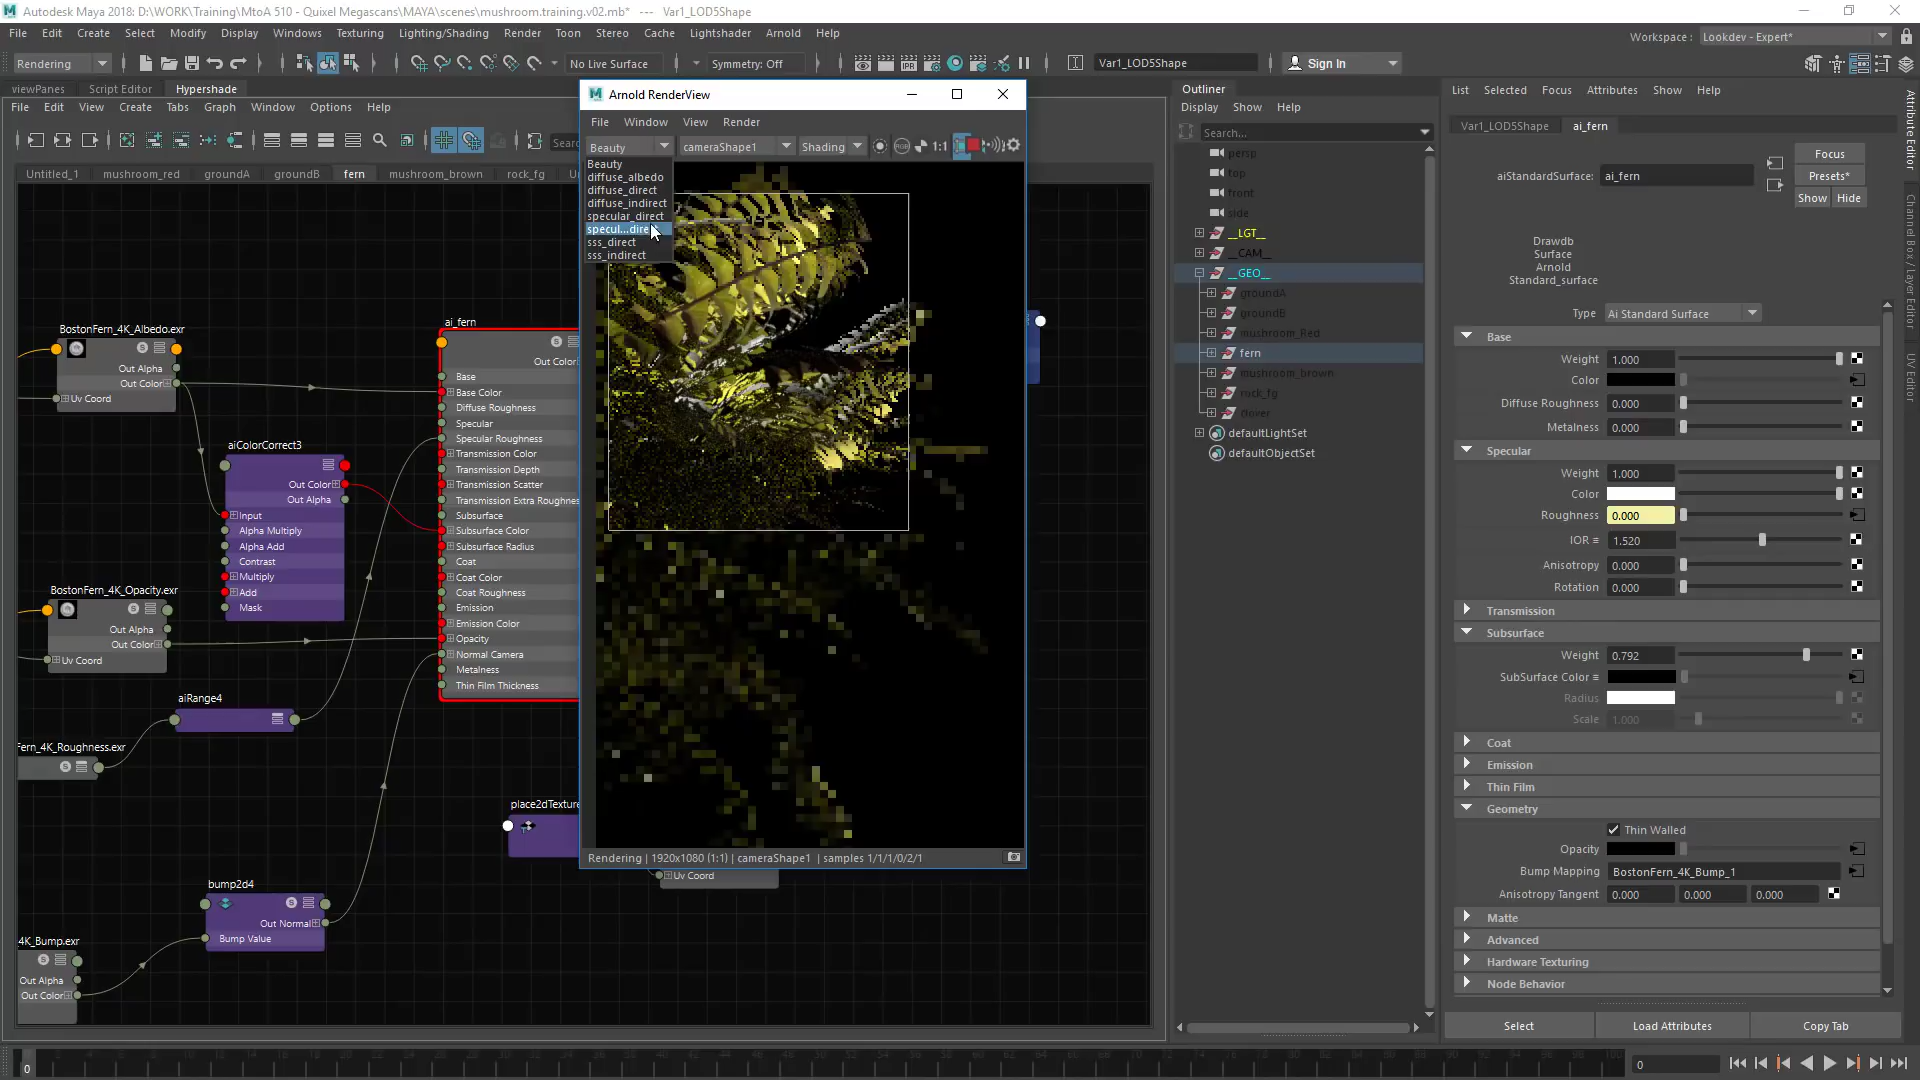 Autodesk Maya 2018: D:\WORK\Training\MtoA 510 - Quixel Megascans\MAYA\scenes\mushroom.training.v02.mb* --- Var1_LOD5Shape
File Edit Create Select Modify Display Windows Texturing Lighting/Shading Render Toon Stereo Cache Lightshader Arnold Help
Workspace : Lookdev - Expert*
Rendering
No Live Surface
Symmetry: Off
Var1_LOD5Shape
Sign In
viewPanes Script Editor Hypershade
File Edit View Create Tabs Graph Window Options Help
Untitled_1 mushroom_red groundA groundB fern mushroom_brown rock_fg
BostonFern_4K_Albedo.exr
Out Alpha
Out Color
Uv Coord
aiColorCorrect3
Out Color
Out Alpha
Input
Alpha Multiply
Alpha Add
Contrast
Multiply
Add
Mask
BostonFern_4K_Opacity.exr
Out Alpha
Out Color
Uv Coord
aiRange4
Fern_4K_Roughness.exr
bump2d4
Out Normal
Bump Value
4K_Bump.exr
Out Alpha
Out Color
ai_fern
Out Color
Base
Base Color
Diffuse Roughness
Specular
Specular Roughness
Transmission Color
Transmission Depth
Transmission Scatter
Transmission Extra Roughness
Subsurface
Subsurface Color
Subsurface Radius
Coat
Coat Color
Coat Roughness
Emission
Emission Color
Opacity
Normal Camera
Metalness
Thin Film Thickness
place2dTexture
Uv Coord
Arnold RenderView
File Window View Render
Beauty cameraShape1 Shading 1:1
Beauty
diffuse_albedo
diffuse_direct
diffuse_indirect
specular_direct
specul...dire
sss_direct
sss_indirect
Rendering | 1920x1080 (1:1) | cameraShape1 | samples 1/1/1/0/2/1
Outliner
Display Show Help
Search...
persp
top
front
side
__LGT__
__CAM__
__GEO__
groundA
groundB
mushroom_Red
fern
mushroom_brown
rock_fg
clover
defaultLightSet
defaultObjectSet
List Selected Focus Attributes Show Help
Var1_LOD5Shape ai_fern
Focus
aiStandardSurface: ai_fern
Presets*
Show Hide
Drawdb
Surface
Arnold
Standard_surface
Type Ai Standard Surface
Base
Weight 1.000
Color
Diffuse Roughness 0.000
Metalness 0.000
Specular
Weight 1.000
Color
Roughness 0.000
IOR = 1.520
Anisotropy 0.000
Rotation 0.000
Transmission
Subsurface
Weight 0.792
SubSurface Color =
Radius
Scale 1.000
Coat
Emission
Thin Film
Geometry
Thin Walled
Opacity
Bump Mapping BostonFern_4K_Bump_1
Anisotropy Tangent 0.000 0.000 0.000
Matte
Advanced
Hardware Texturing
Node Behavior
Select Load Attributes Copy Tab
Attribute Editor
Channel Box / Layer Editor
UV Editor
0
0